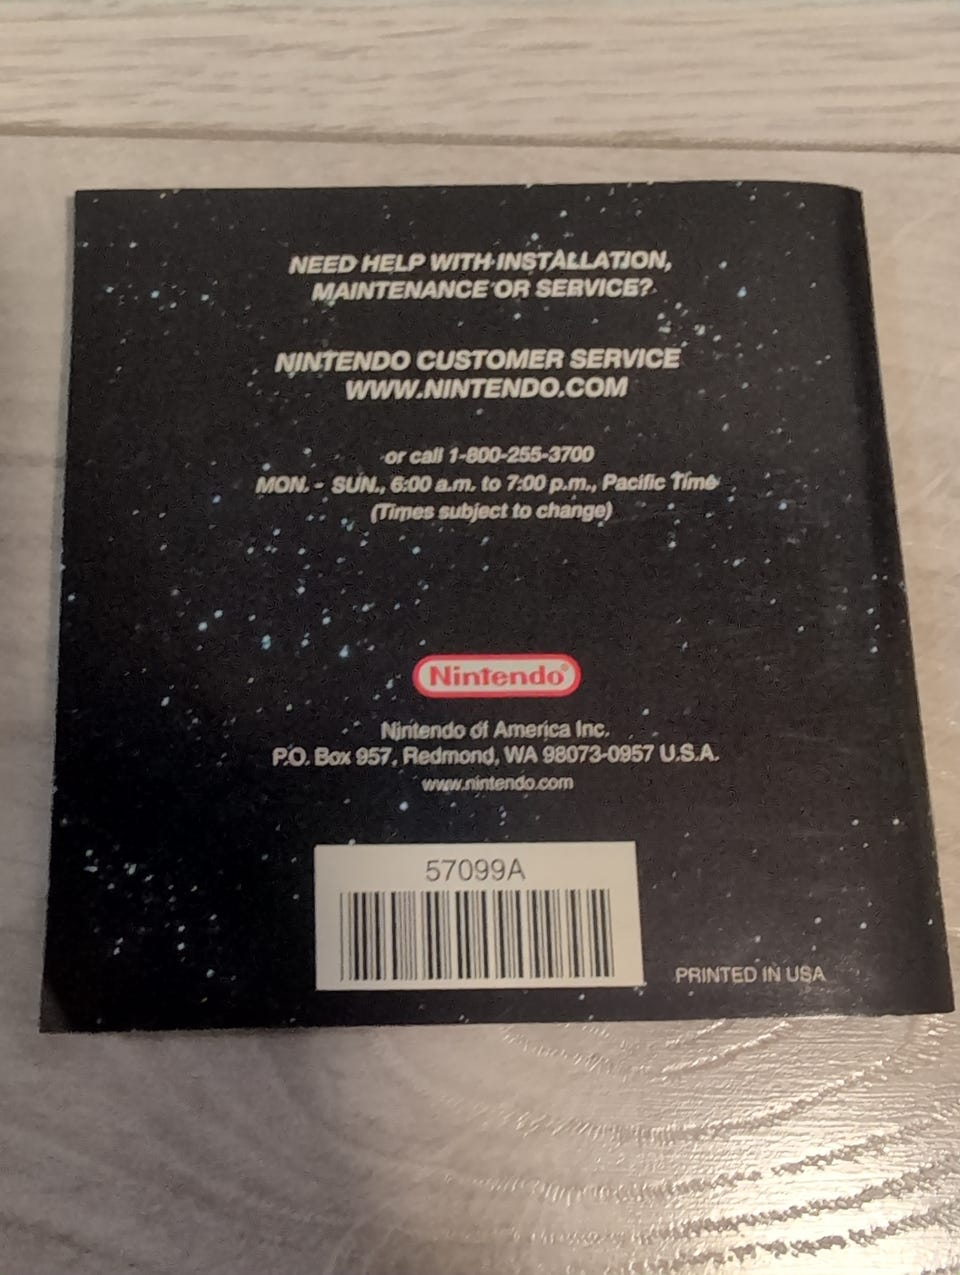 NEED HELP WITH INSTALLATION,
MAINTENANCE OR SERVICE?
NINTENDO CUSTOMER SERVICE
WWW.NINTENDO.COM
or call 1-800-255-3700
MON. - SUN., 6:00 a.m. to 7:00 p.m., Pacific Time
(Times subject to change)
Nintendo®
Nintendo of America Inc.
P.O. Box 957, Redmond, WA 98073-0957 U.S.A.
www.nintendo.com
57099A
PRINTED IN USA